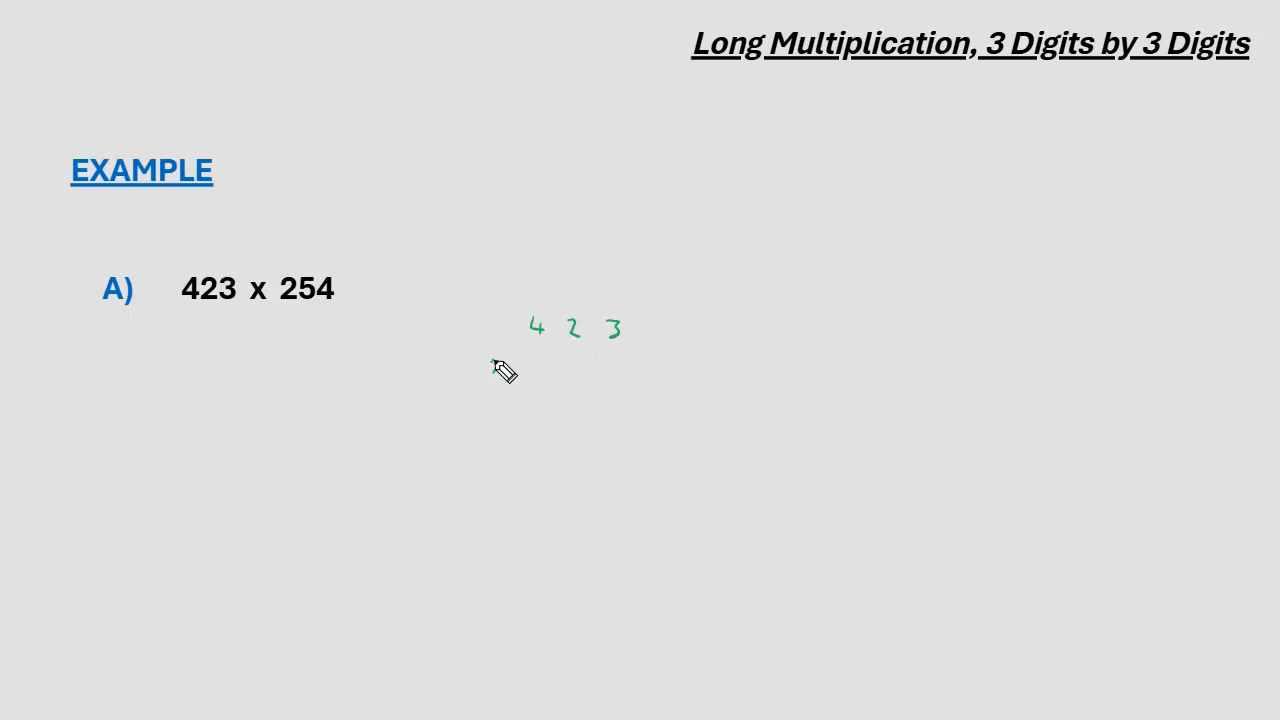 Long Multiplication, 3 Digits by 3 Digits
EXAMPLE
A) 423 x 254
4 2 3